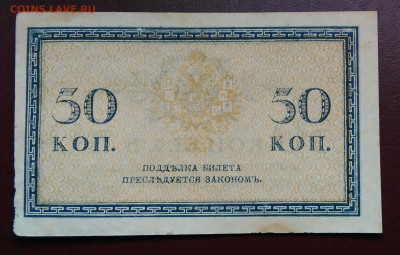 COINS.LAVE.RU
50 50
КОП. КОП.
ПОДДѢЛКА БИЛЕТА
ПРЕСЛѢДУЕТСЯ ЗАКОНОМЪ.